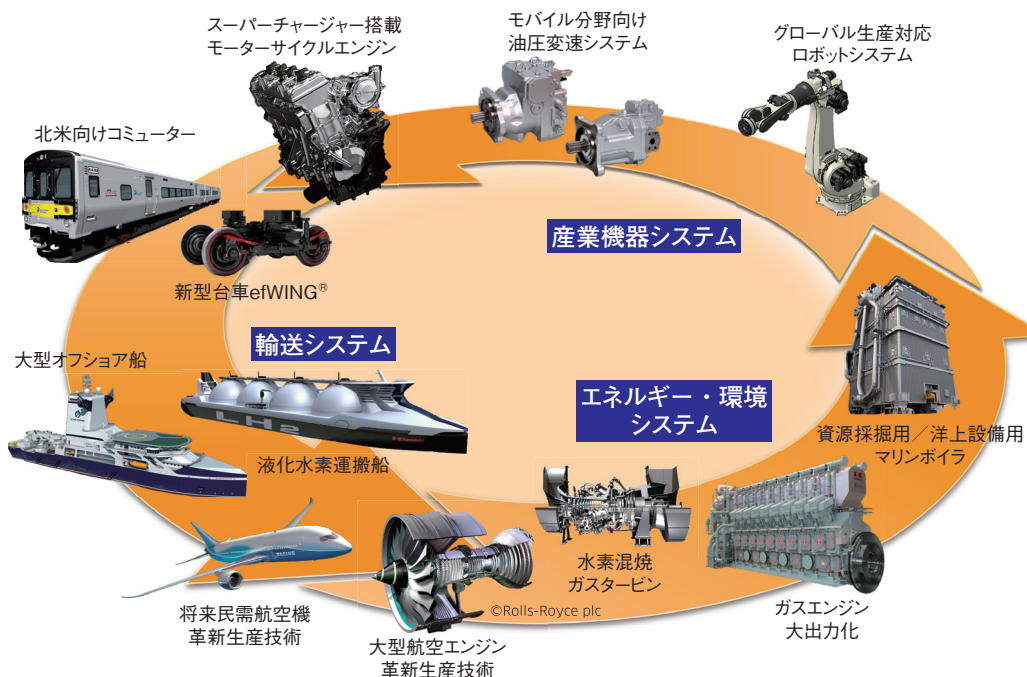 スーパーチャージャー搭載
モーターサイクルエンジン
モバイル分野向け
油圧変速システム
グローバル生産対応
ロボットシステム
北米向けコミューター
産業機器システム
新型台車efWING®
輸送システム
大型オフショア船
エネルギー・環境
システム
LH2
液化水素運搬船
資源採掘用／洋上設備用
マリンボイラ
水素混焼
ガスタービン
©Rolls-Royce plc
将来民需航空機
革新生産技術
大型航空エンジン
革新生産技術
ガスエンジン
大出力化